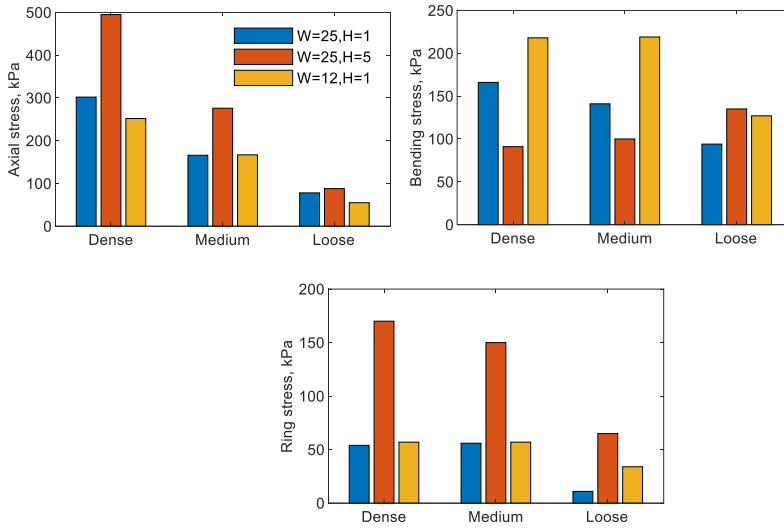 500
400
300
200
100
0
Axial stress, kPa
W=25,H=1
W=25,H=5
W=12,H=1
Dense Medium Loose
250
200
150
100
50
0
Bending stress, kPa
Dense Medium Loose
200
150
100
50
0
Ring stress, kPa
Dense Medium Loose